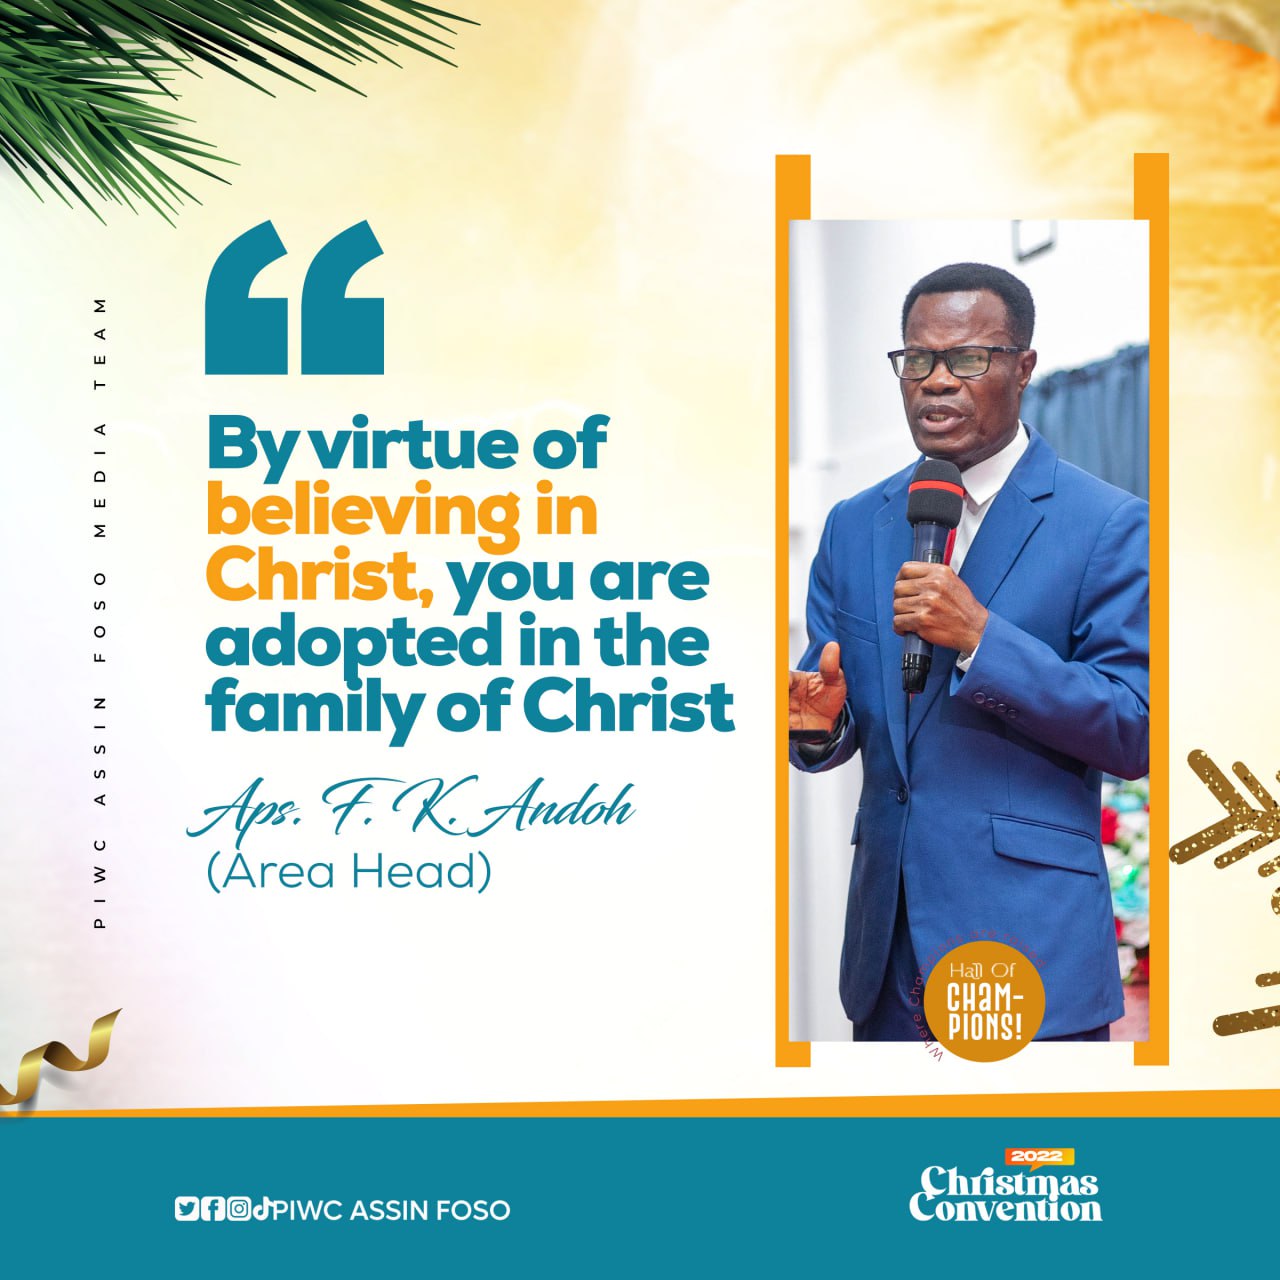 PIWC ASSIN FOSO MEDIA TEAM
By virtue of
believing in
Christ, you are
adopted in the
family of Christ
Aps. F. K. Andoh
(Area Head)
Hall Of
CHAM-
PIONS!
Where
PIWC ASSIN FOSO
2022
Christmas
Convention